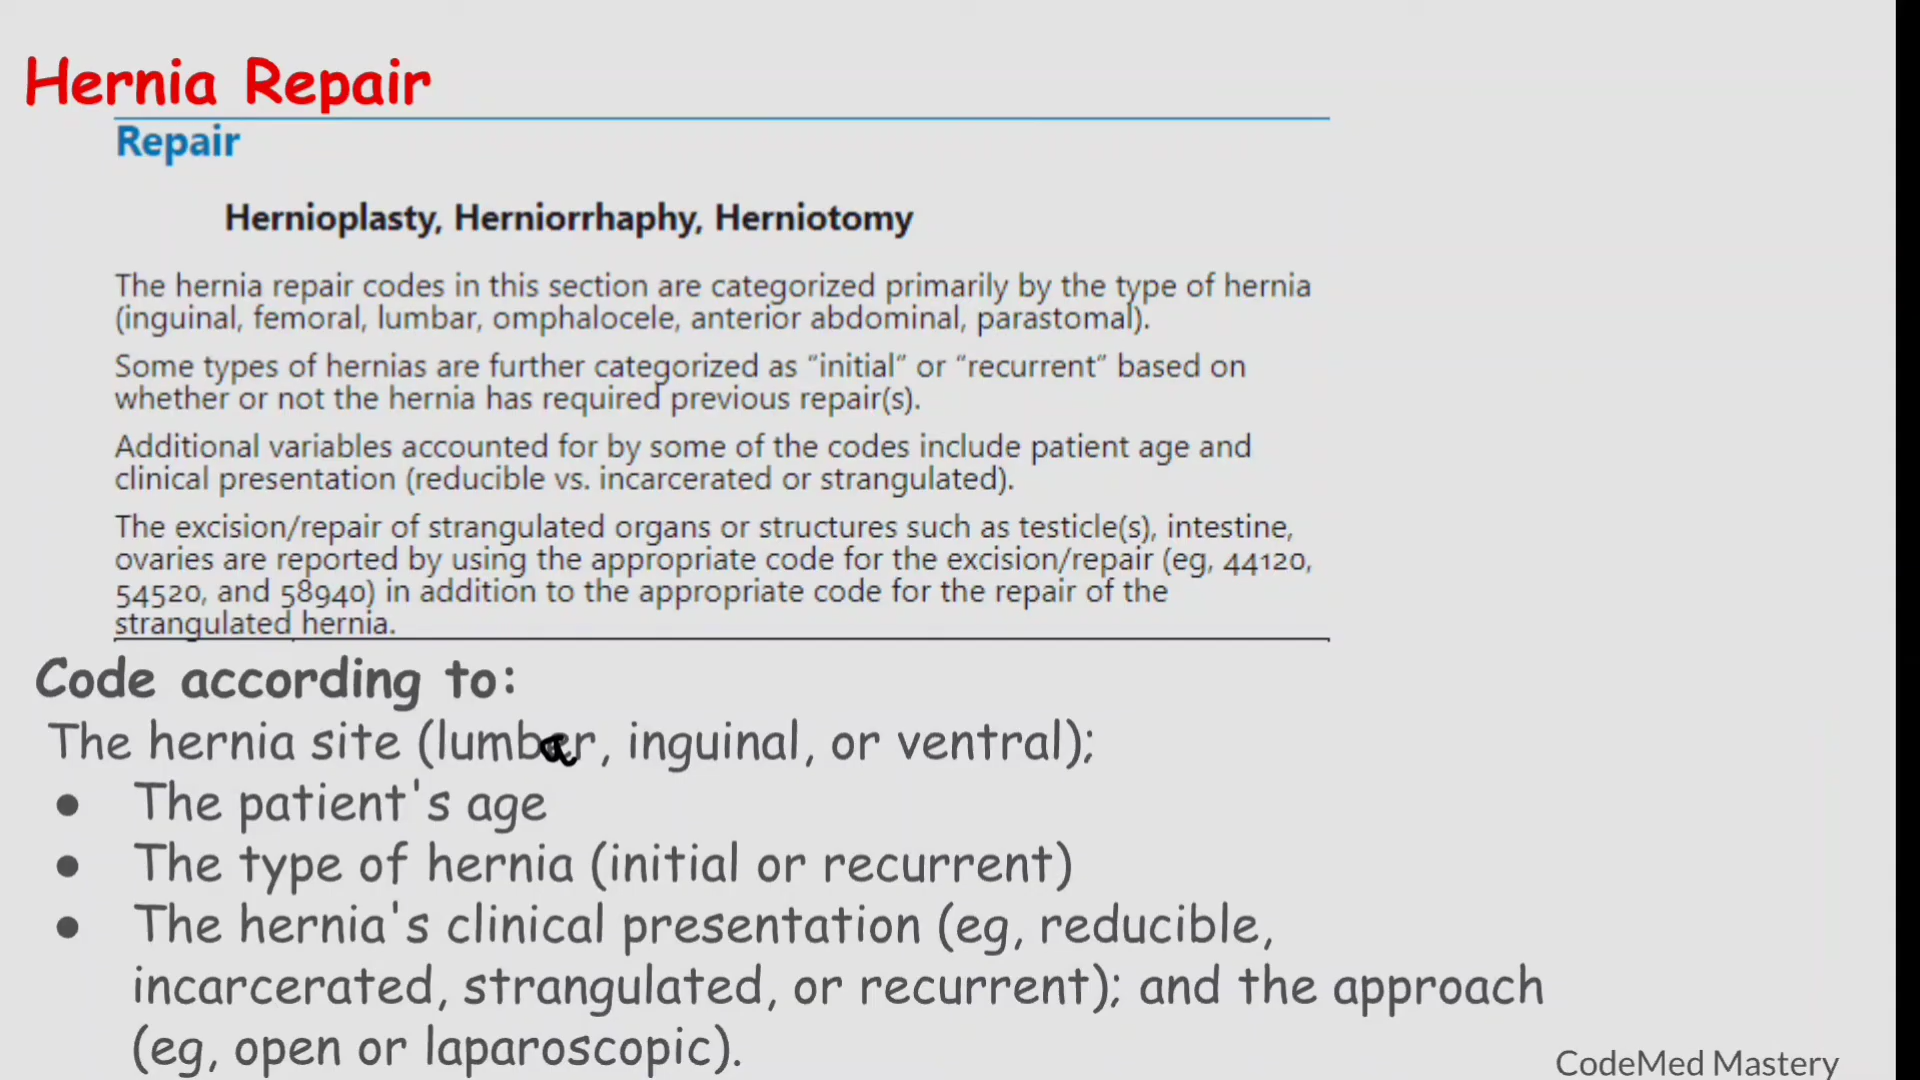 Hernia Repair
Repair
Hernioplasty, Herniorrhaphy, Herniotomy
The hernia repair codes in this section are categorized primarily by the type of hernia
(inguinal, femoral, lumbar, omphalocele, anterior abdominal, parastomal).
Some types of hernias are further categorized as “initial” or “recurrent” based on
whether or not the hernia has required previous repair(s).
Additional variables accounted for by some of the codes include patient age and
clinical presentation (reducible vs. incarcerated or strangulated).
The excision/repair of strangulated organs or structures such as testicle(s), intestine,
ovaries are reported by using the appropriate code for the excision/repair (eg, 44120,
54520, and 58940) in addition to the appropriate code for the repair of the
strangulated hernia.
Code according to:
The hernia site (lumbar, inguinal, or ventral);
● The patient's age
● The type of hernia (initial or recurrent)
● The hernia's clinical presentation (eg, reducible,
incarcerated, strangulated, or recurrent); and the approach
(eg, open or laparoscopic).
CodeMed Mastery